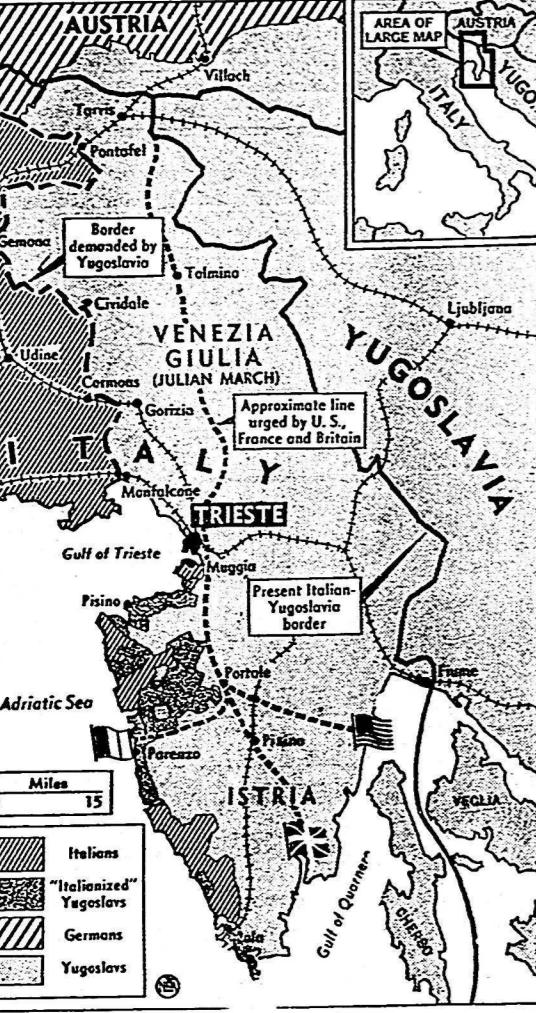 AUSTRIA
Villach
Tarvis
Pontafel
AREA OF
LARGE MAP
AUSTRIA
YUGO
ITALY
Gemona
Border
demanded by
Yugoslavia
Tolmino
Cividale
Ljubljana
Udine
VENEZIA
GIULIA
(JULIAN MARCH)
YUGOSLAVIA
Cormons
Gorizia
Approximate line
urged by U. S.,
France and Britain
ITALY
Monfalcone
TRIESTE
Gulf of Trieste
Muggia
Present Italian-
Yugoslavia
border
Pisino
Fiume
Portole
Adriatic Sea
Parenzo
Pisino
Miles
15
ISTRIA
VEGLIA
Italians
"Italianized"
Yugoslavs
Germans
Yugoslavs
Gulf of Quarnero
CHERSO